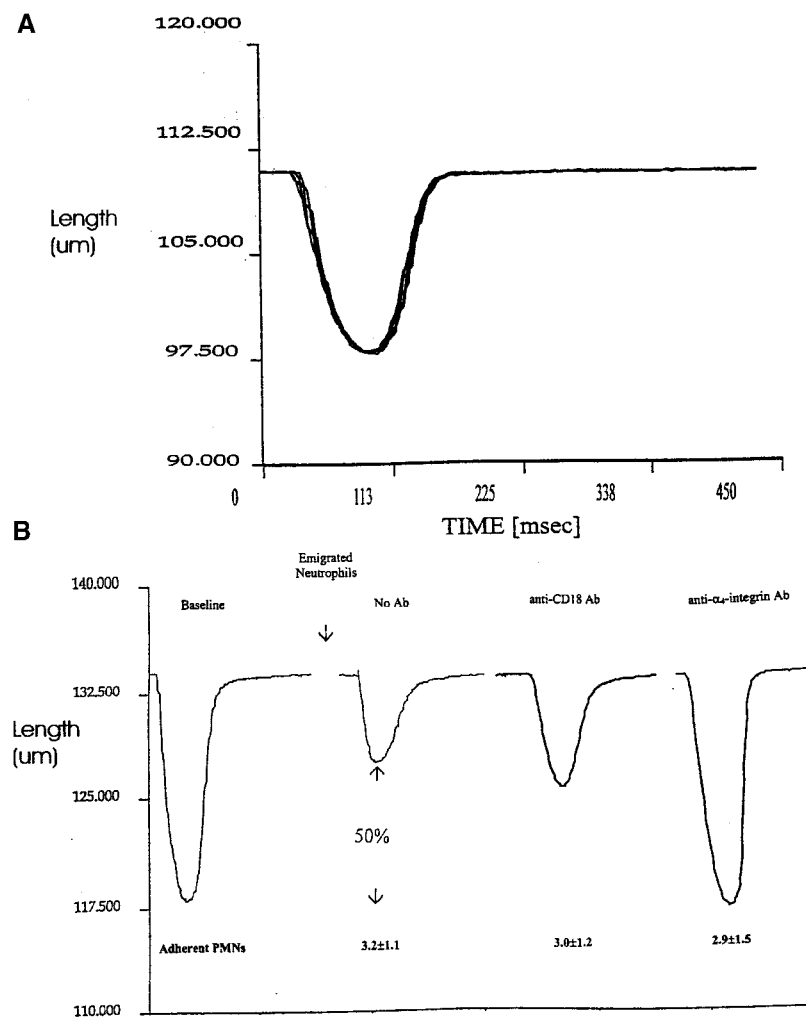 A
120.000
112.500
Length
(um)
105.000
97.500
90.000
0 113 225 338 450
TIME [msec]
B
Emigrated
Neutrophils
140.000
Baseline No Ab anti-CD18 Ab anti-α₄-integrin Ab
132.500
Length
(um)
125.000
50%
117.500
Adherent PMNs 3.2±1.1 3.0±1.2 2.9±1.5
110.000